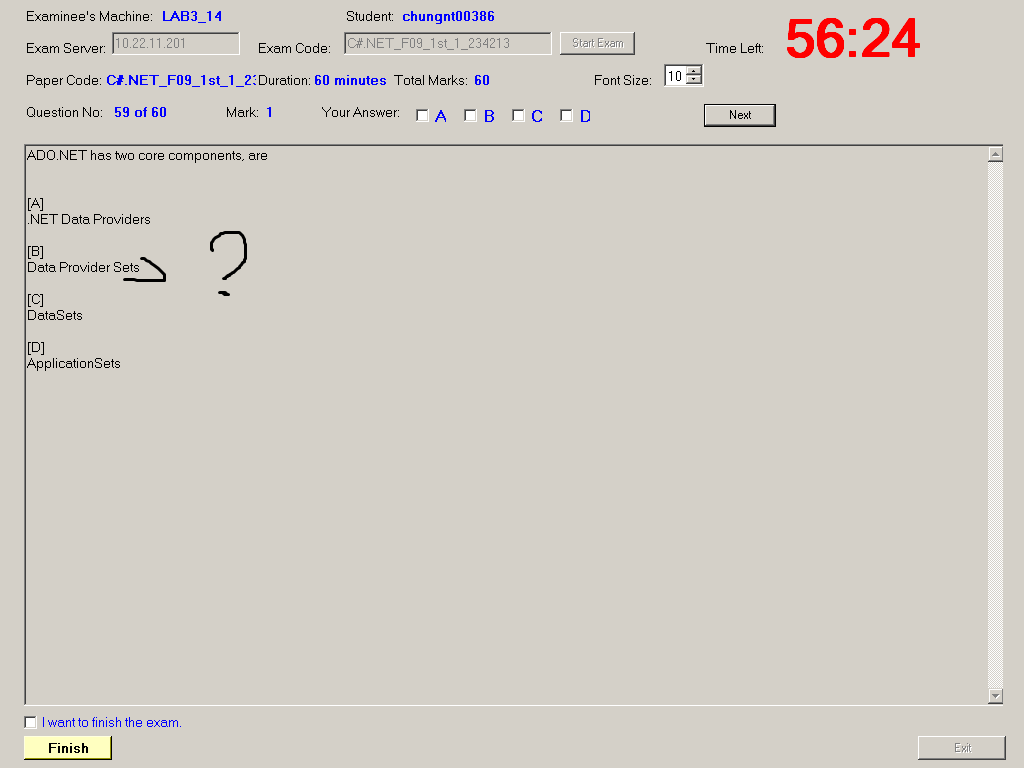 Examinee's Machine: LAB3_14 Student: chungnt00386
Exam Server: 10.22.11.201 Exam Code: C#.NET_F09_1st_1_234213 Start Exam Time Left: 56:24
Paper Code: C#.NET_F09_1st_1_23 Duration: 60 minutes Total Marks: 60 Font Size: 10
Question No: 59 of 60 Mark: 1 Your Answer: A B C D Next
ADO.NET has two core components, are
[A]
.NET Data Providers
[B]
Data Provider Sets
?
[C]
DataSets
[D]
ApplicationSets
I want to finish the exam.
Finish Exit